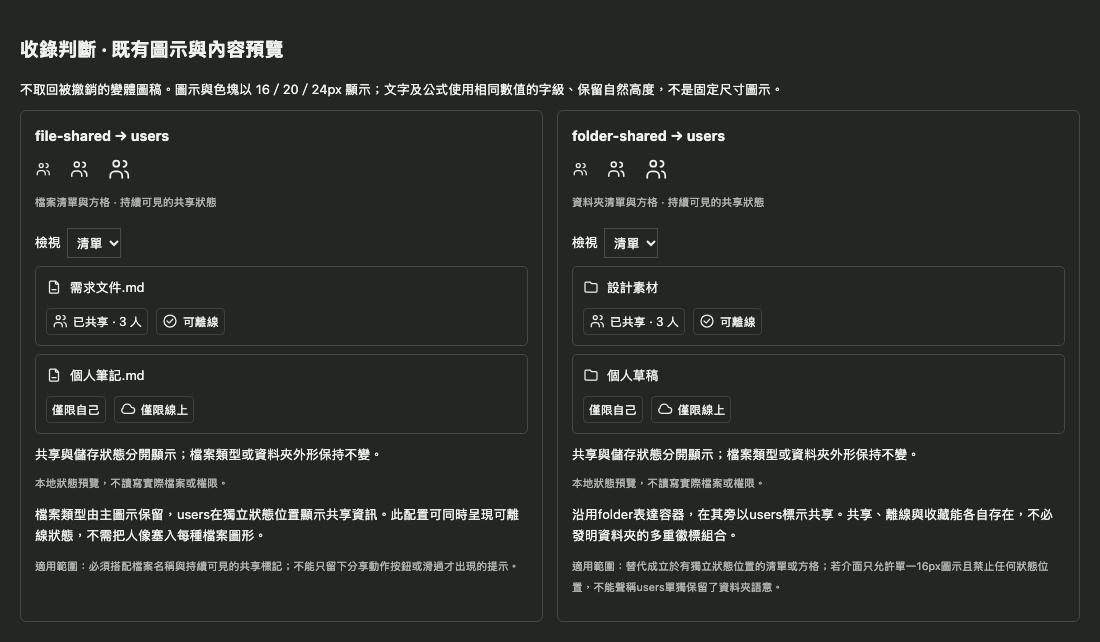 收錄判斷 · 既有圖示與內容預覽
不取回被撤銷的變體圖稿。圖示與色塊以 16 / 20 / 24px 顯示；文字及公式使用相同數值的字級、保留自然高度，不是固定尺寸圖示。
file-shared → users
檔案清單與方格 · 持續可見的共享狀態
檢視 清單
需求文件.md
已共享 · 3 人 可離線
個人筆記.md
僅限自己 僅限線上
共享與儲存狀態分開顯示；檔案類型或資料夾外形保持不變。
本地狀態預覽，不讀寫實際檔案或權限。
檔案類型由主圖示保留，users在獨立狀態位置顯示共享資訊。此配置可同時呈現可離
線狀態，不需把人像塞入每種檔案圖形。
適用範圍：必須搭配檔案名稱與持續可見的共享標記；不能只留下分享動作按鈕或滑過才出現的提示。
folder-shared → users
資料夾清單與方格 · 持續可見的共享狀態
檢視 清單
設計素材
已共享 · 3 人 可離線
個人草稿
僅限自己 僅限線上
共享與儲存狀態分開顯示；檔案類型或資料夾外形保持不變。
本地狀態預覽，不讀寫實際檔案或權限。
沿用folder表達容器，在其旁以users標示共享。共享、離線與收藏能各自存在，不必
發明資料夾的多重徽標組合。
適用範圍：替代成立於有獨立狀態位置的清單或方格；若介面只允許單一16px圖示且禁止任何狀態位
置，不能聲稱users單獨保留了資料夾語意。